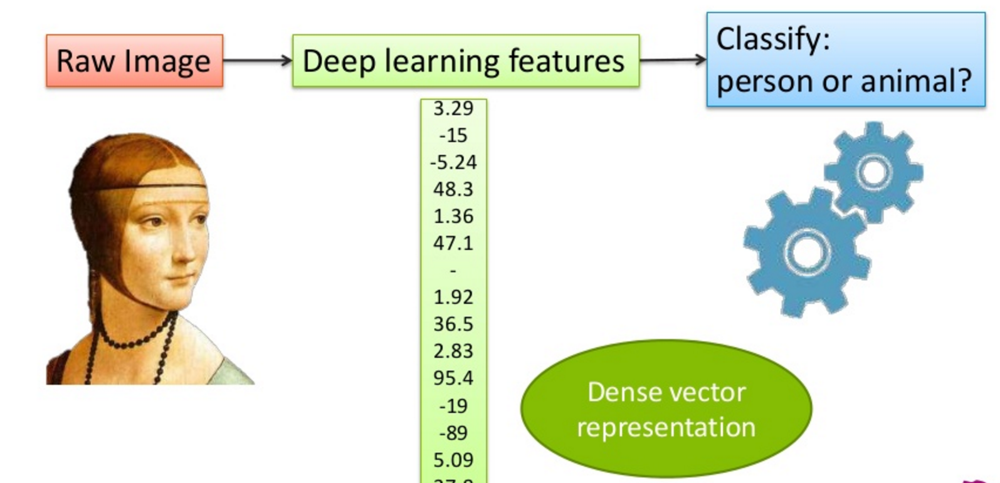 Raw Image
Deep learning features
Classify:
person or animal?
3.29
-15
-5.24
48.3
1.36
47.1
-
1.92
36.5
2.83
95.4
-19
-89
5.09
Dense vector
representation